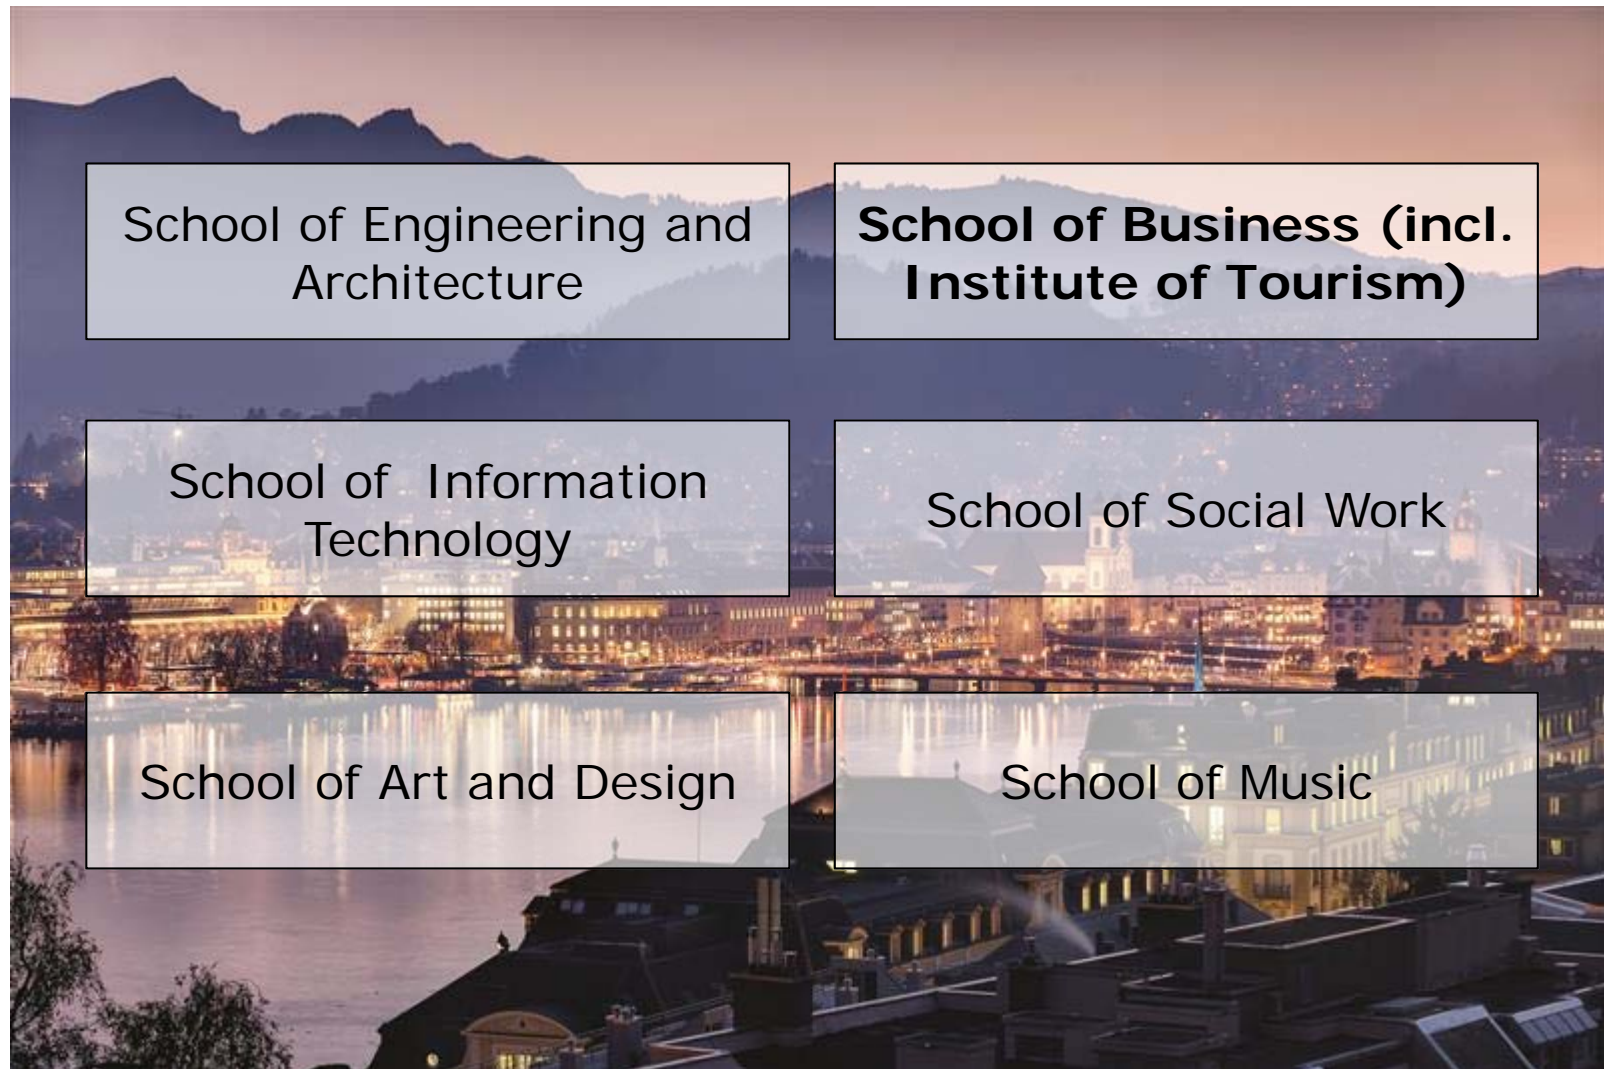 School of Engineering and
Architecture
School of Business (incl.
Institute of Tourism)
School of  Information
Technology
School of Social Work
School of Art and Design
School of Music